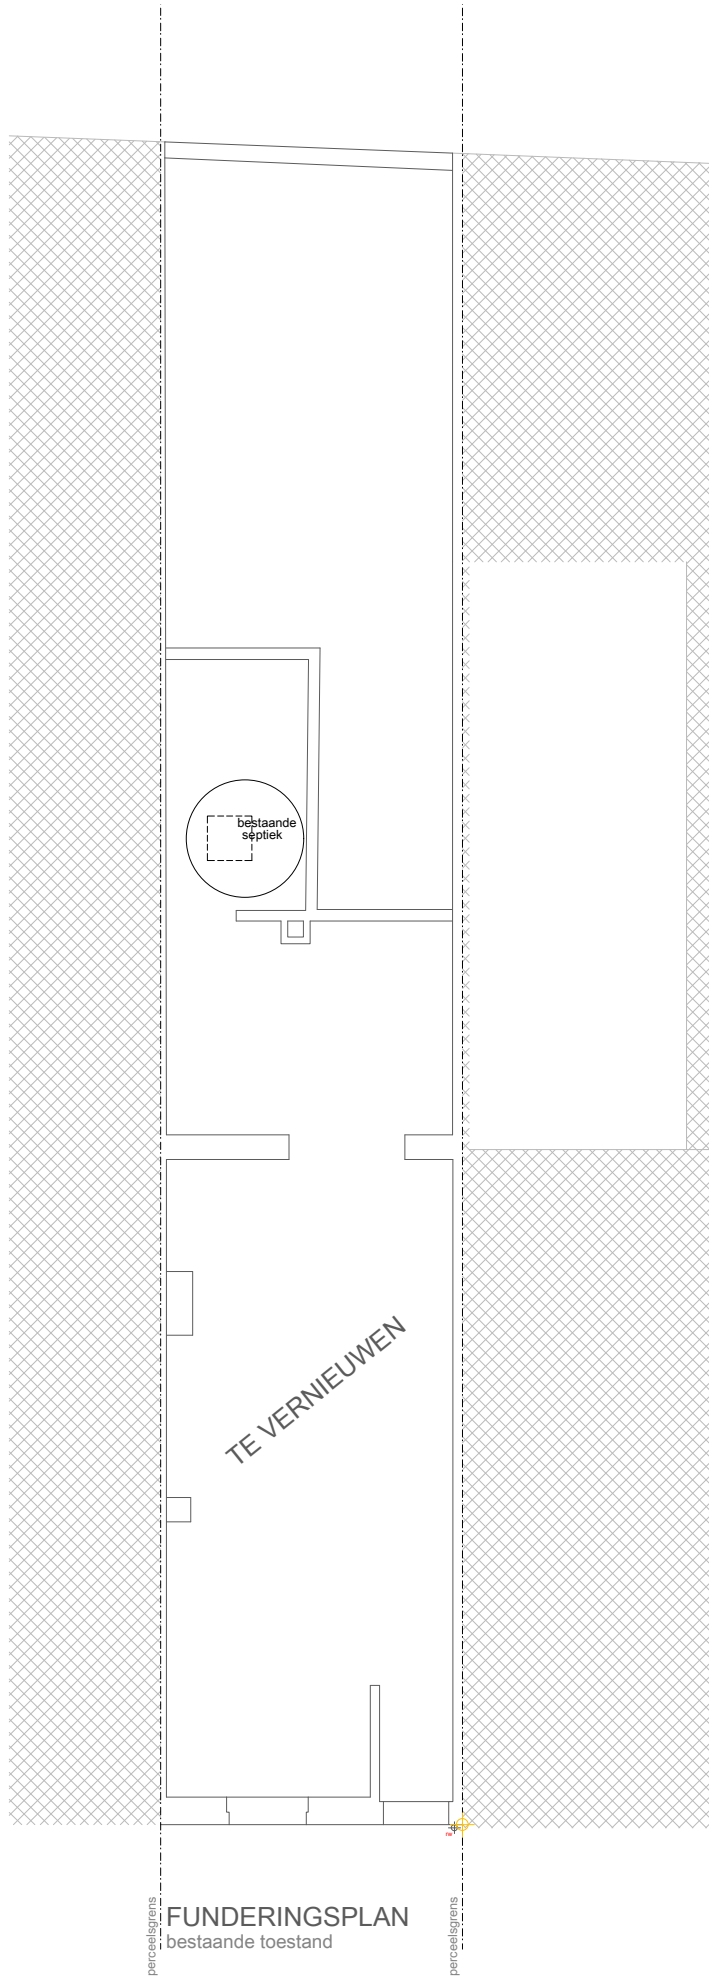 bestaande
septiek
TE VERNIEUWEN
perceelsgrens
FUNDERINGSPLAN
bestaande toestand
perceelsgrens